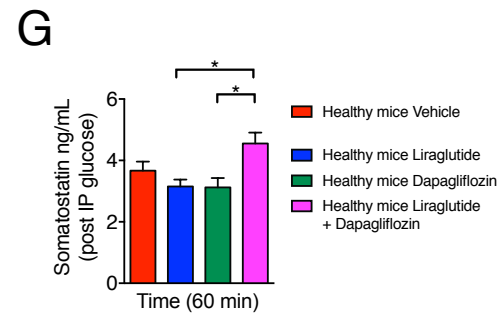 G
*
*
Somatostatin ng/mL
(post IP glucose)
6
4
2
0
Time (60 min)
Healthy mice Vehicle
Healthy mice Liraglutide
Healthy mice Dapagliflozin
Healthy mice Liraglutide
+ Dapagliflozin